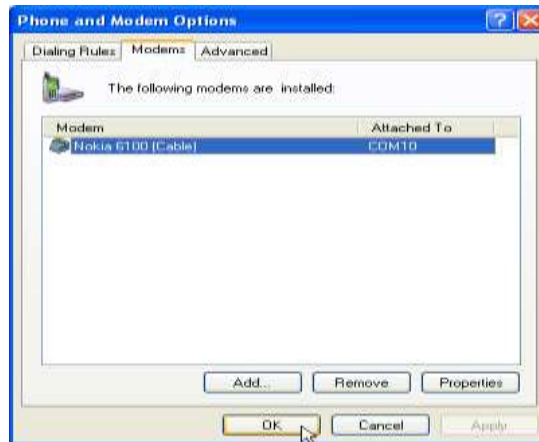 Phone and Modem Options
Dialing Rules Modems Advanced
The following modems are installed:
Modem Attached To
Nokia 6100 (Cable) COM10
Add... Remove Properties
OK Cancel Apply